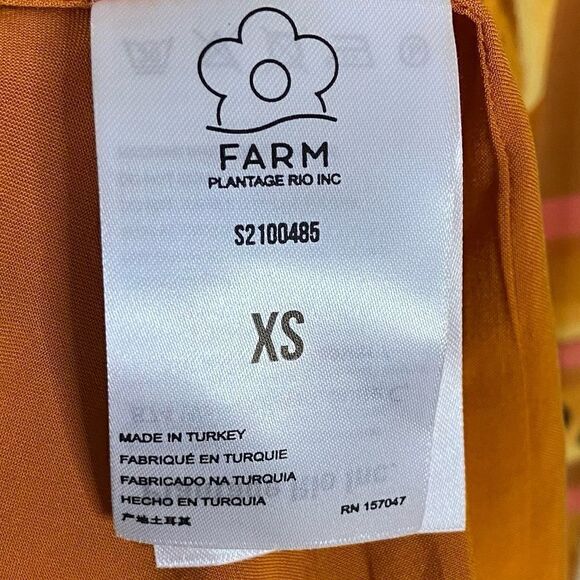 FARM
PLANTAGE RIO INC
S2100485
XS
MADE IN TURKEY
FABRIQUÉ EN TURQUIE
FABRICADO NA TURQUIA
HECHO EN TURQUIA
产地土耳其
RN 157047